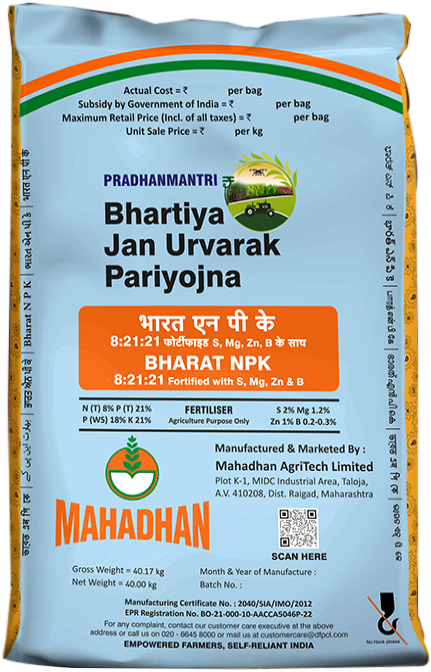 Actual Cost = ₹ per bag
Subsidy by Government of India = ₹ per bag
Maximum Retail Price (Incl. of all taxes) = ₹ per bag
Unit Sale Price = ₹ per kg
PRADHANMANTRI
Bhartiya
Jan Urvarak
Pariyojna
भारत एन पी के
8:21:21 फोर्टीफाइड S, Mg, Zn, B के साथ
BHARAT NPK
8:21:21 Fortified with S, Mg, Zn & B
N (T) 8% P (T) 21% FERTILISER S 2% Mg 1.2%
P (WS) 18% K 21% Agriculture Purpose Only Zn 1% B 0.2-0.3%
Manufactured & Marketed By :
Mahadhan AgriTech Limited
Plot K-1, MIDC Industrial Area, Taloja,
A.V. 410208, Dist. Raigad, Maharashtra
MAHADHAN
SCAN HERE
Gross Weight = 40.17 kg Month & Year of Manufacture :
Net Weight = 40.00 kg Batch No. :
Manufacturing Certificate No. : 2040/SIA/IMO/2012
EPR Registration No. BO-21-000-10-AACCA5046P-22
For any complaint, contact our customer care executive at the above
address or call us on 020 - 6645 8000 or mail us at customercare@dfpcl.com
EMPOWERED FARMERS, SELF-RELIANT INDIA
No Hook please
भारत एन पी के
Bharat N P K